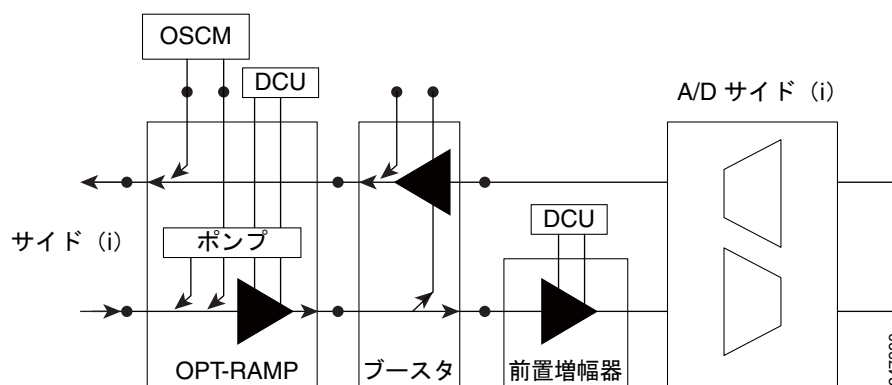 OSCM
DCU
A/D サイド（i）
サイド（i）
ポンプ
DCU
OPT-RAMP
ブースタ
前置増幅器